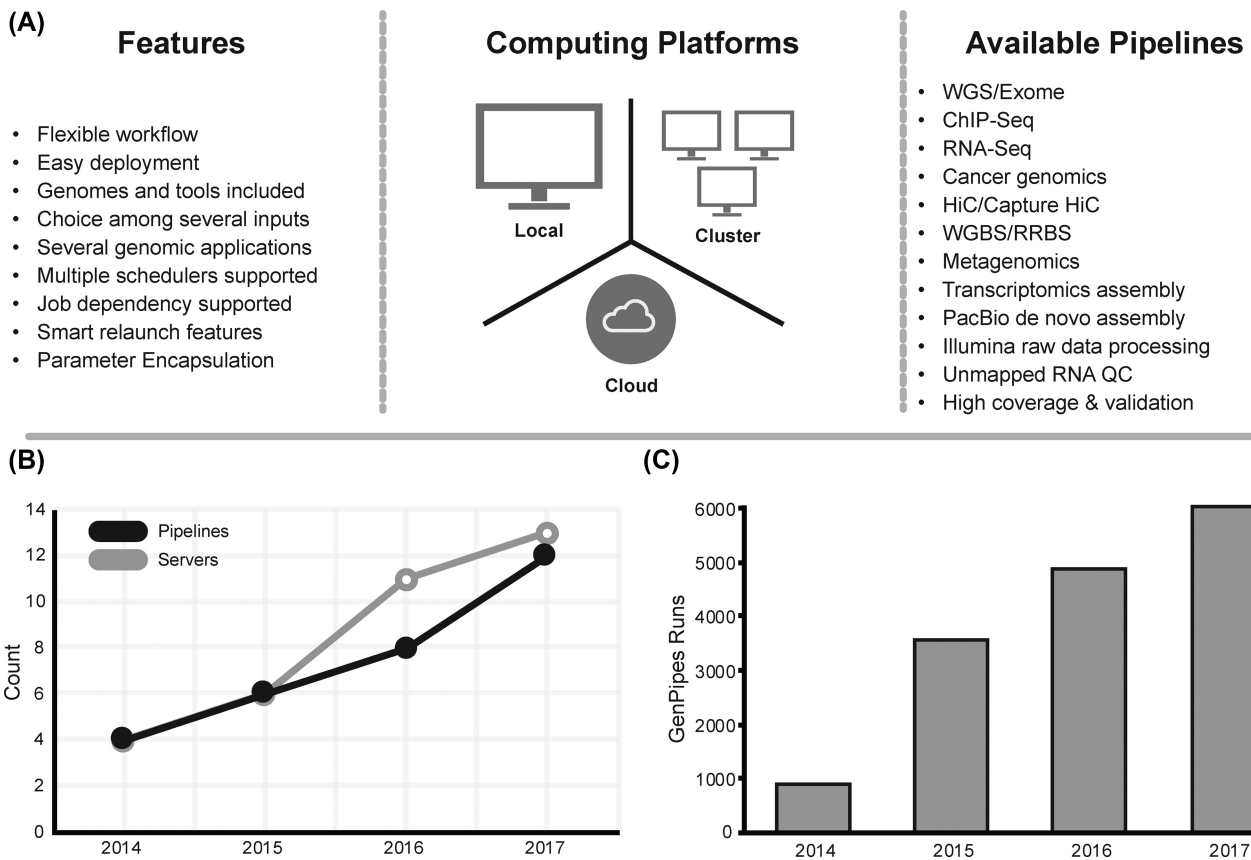 (A)
Features
• Flexible workflow
• Easy deployment
• Genomes and tools included
• Choice among several inputs
• Several genomic applications
• Multiple schedulers supported
• Job dependency supported
• Smart relaunch features
• Parameter Encapsulation
Computing Platforms
Local
Cluster
Cloud
Available Pipelines
• WGS/Exome
• ChIP-Seq
• RNA-Seq
• Cancer genomics
• HiC/Capture HiC
• WGBS/RRBS
• Metagenomics
• Transcriptomics assembly
• PacBio de novo assembly
• Illumina raw data processing
• Unmapped RNA QC
• High coverage & validation
(B)
Pipelines
Servers
Count
14
12
10
8
6
4
2
0
2014 2015 2016 2017
(C)
GenPipes Runs
6000
5000
4000
3000
2000
1000
0
2014 2015 2016 2017